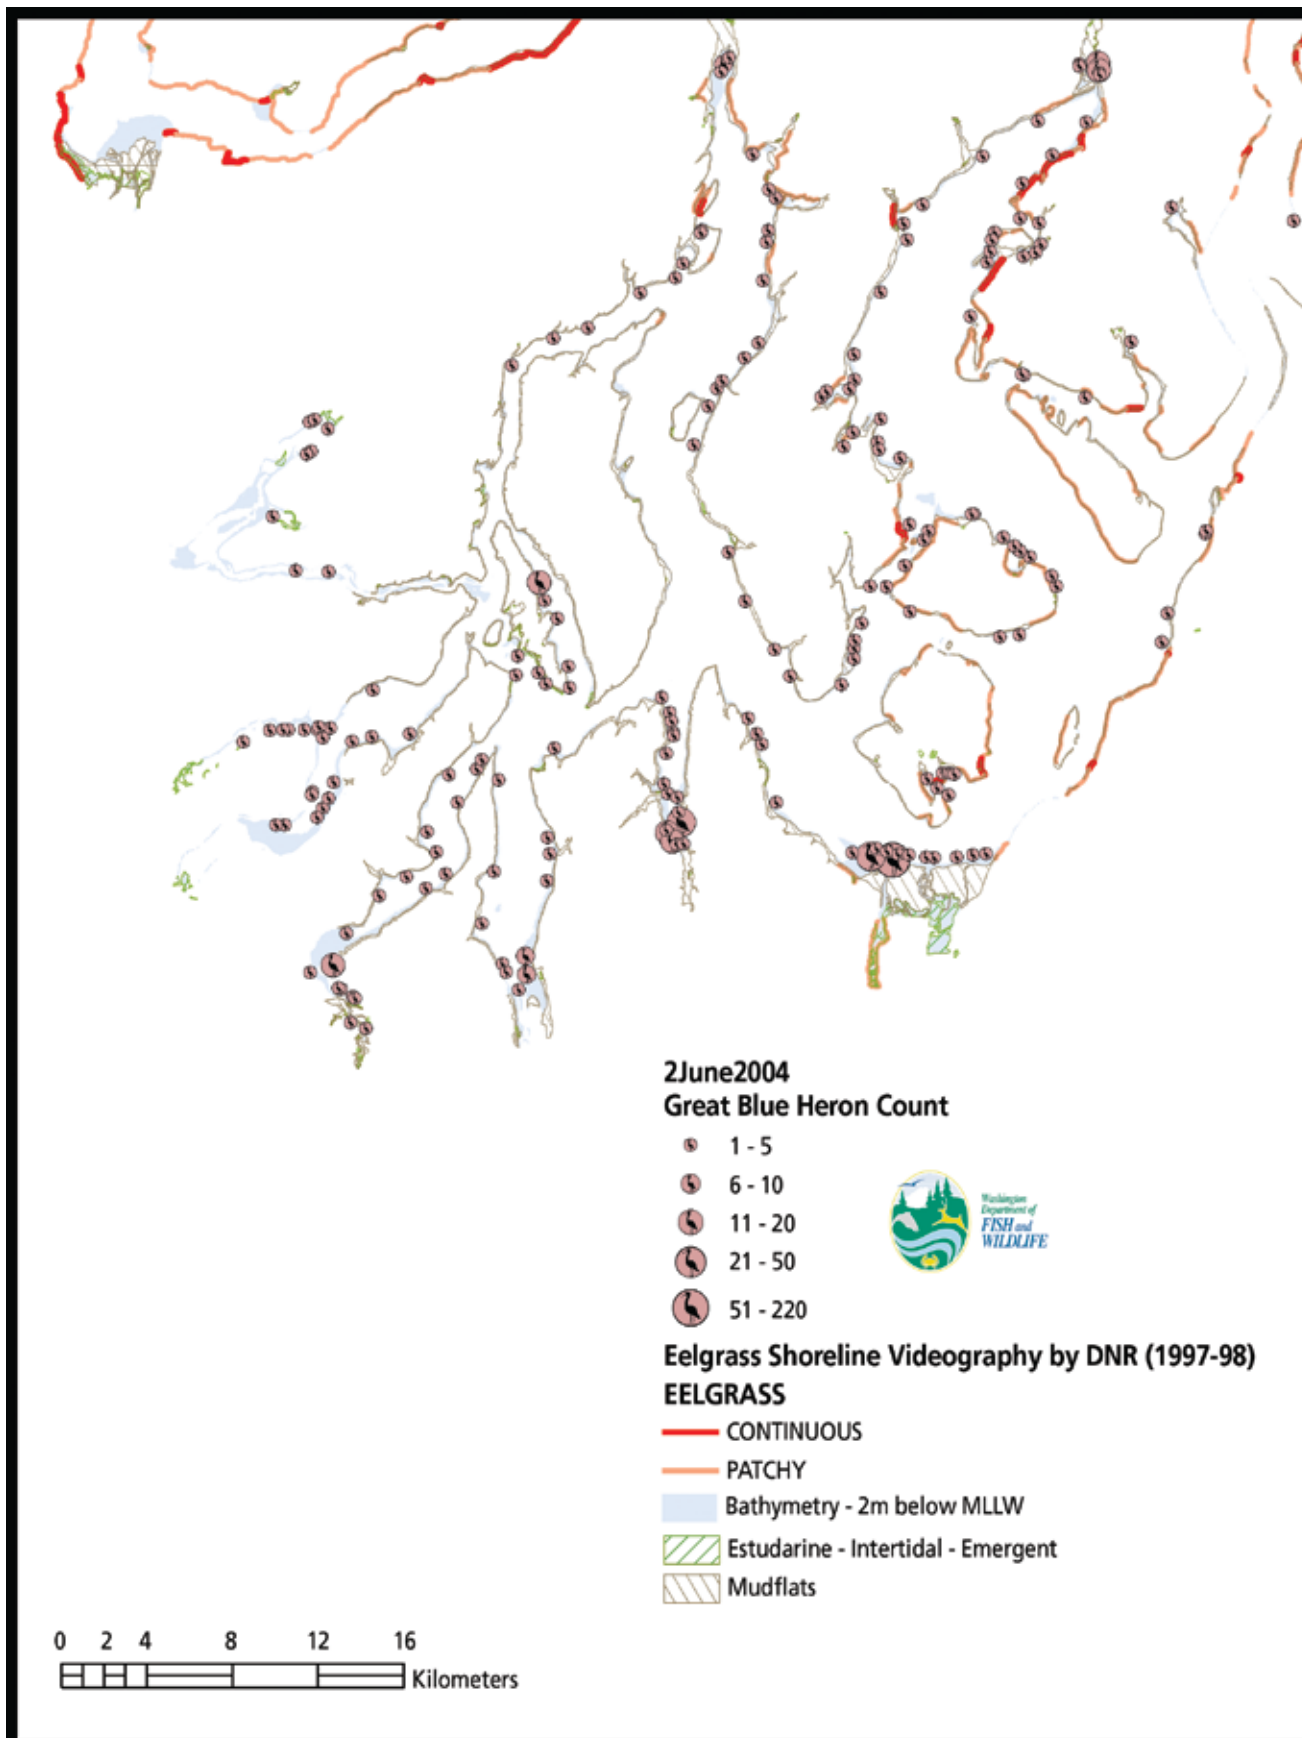 2June2004
Great Blue Heron Count
1 - 5
6 - 10
11 - 20
21 - 50
51 - 220
Washington
Department of
FISH and
WILDLIFE
Eelgrass Shoreline Videography by DNR (1997-98)
EELGRASS
CONTINUOUS
PATCHY
Bathymetry - 2m below MLLW
Estudarine - Intertidal - Emergent
Mudflats
0 2 4 8 12 16
Kilometers